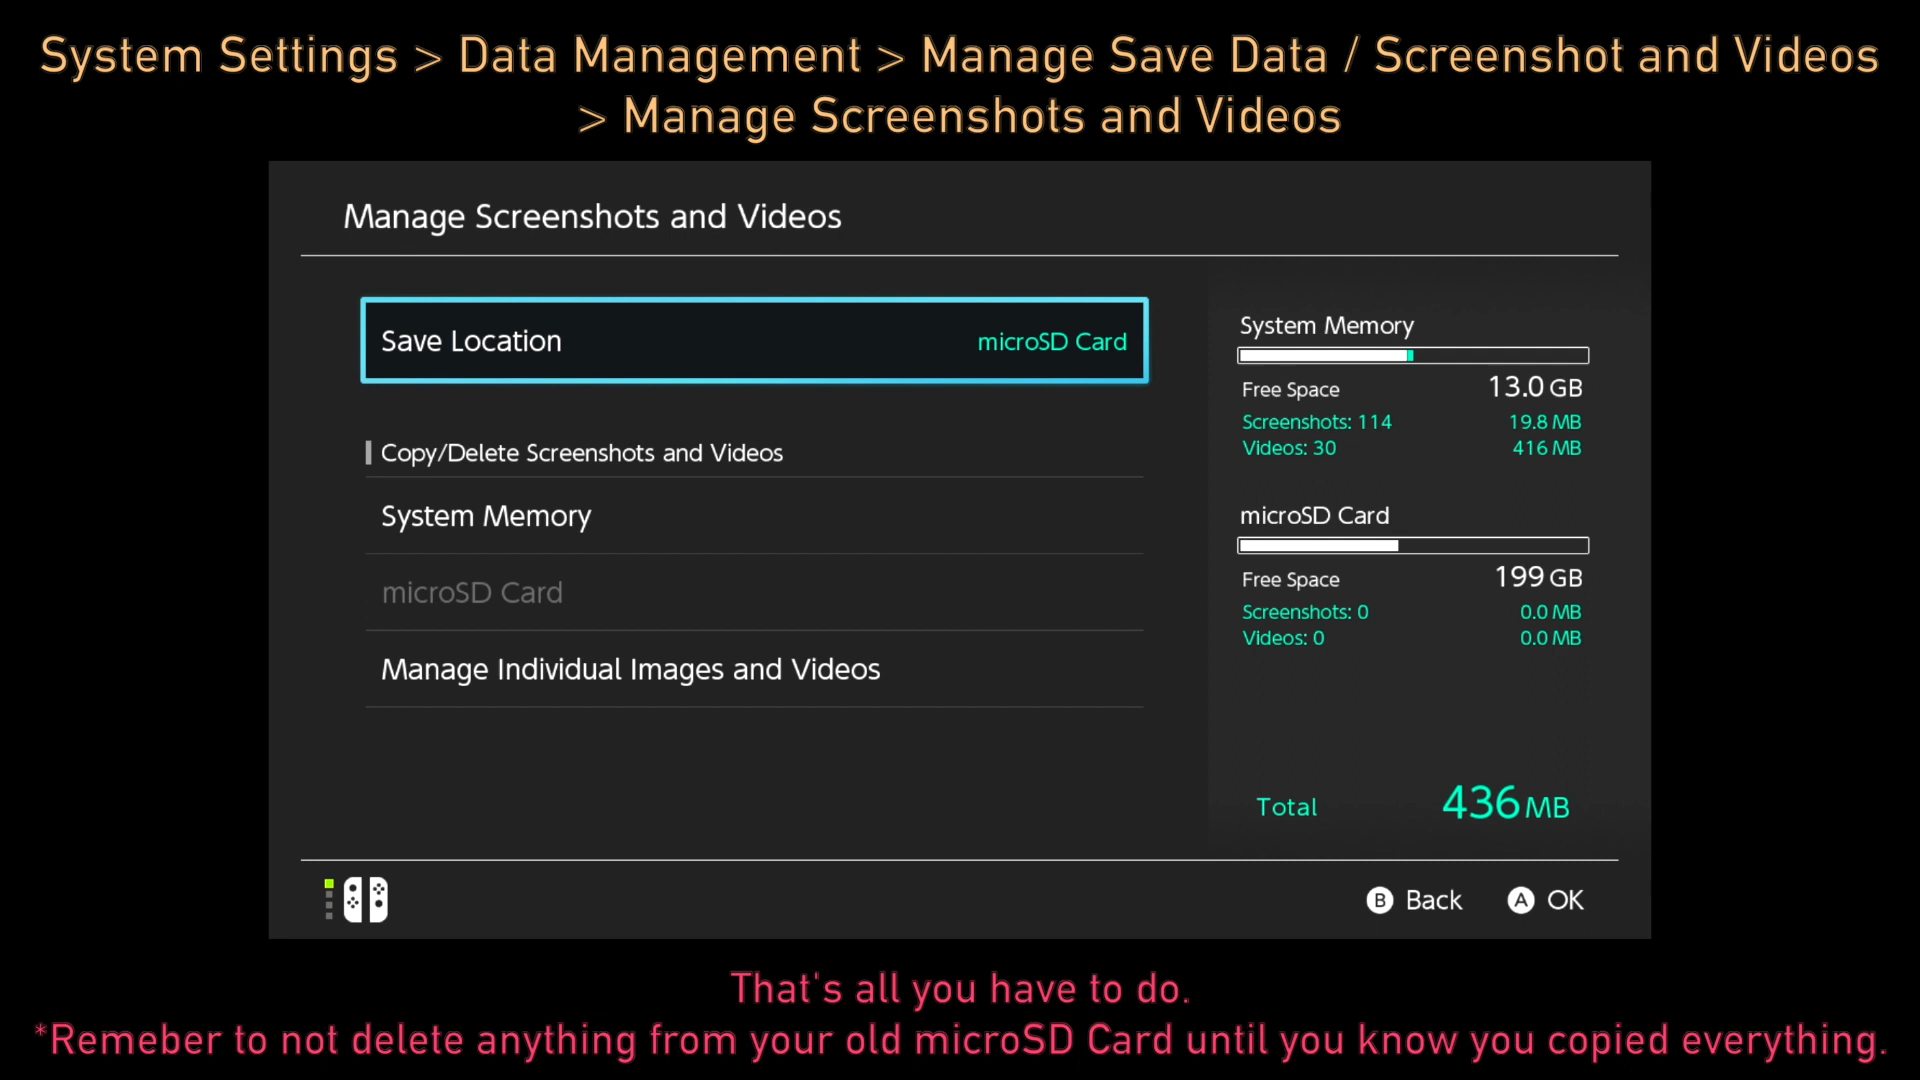 System Settings > Data Management > Manage Save Data / Screenshot and Videos
> Manage Screenshots and Videos
Manage Screenshots and Videos
Save Location microSD Card
Copy/Delete Screenshots and Videos
System Memory
microSD Card
Manage Individual Images and Videos
System Memory
Free Space 13.0 GB
Screenshots: 114 19.8 MB
Videos: 30 416 MB
microSD Card
Free Space 199 GB
Screenshots: 0 0.0 MB
Videos: 0 0.0 MB
Total 436 MB
B Back A OK
That's all you have to do.
*Remeber to not delete anything from your old microSD Card until you know you copied everything.